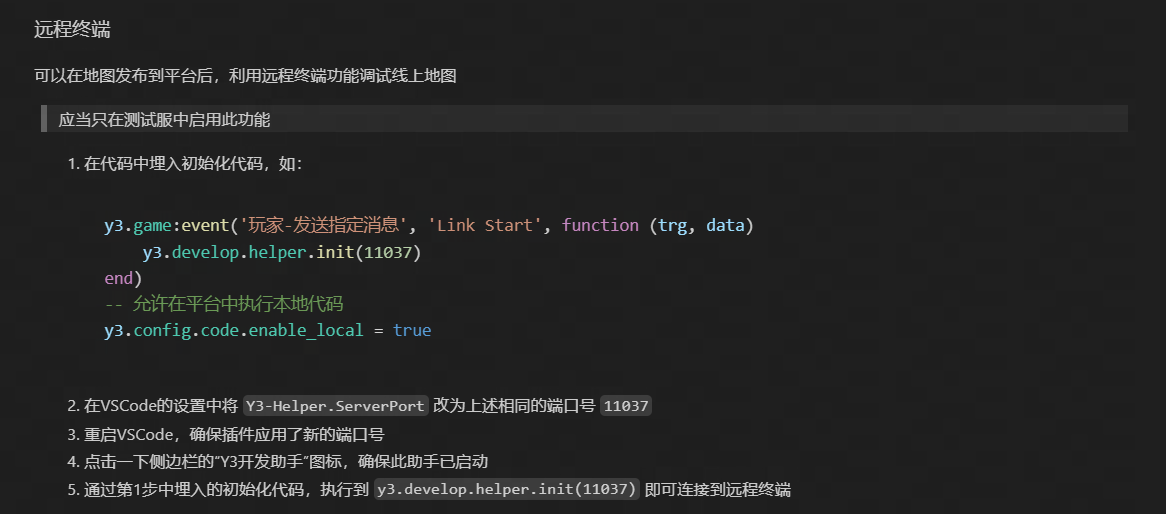 远程终端
可以在地图发布到平台后，利用远程终端功能调试线上地图
应当只在测试服中启用此功能
1. 在代码中埋入初始化代码，如：
y3.game:event('玩家-发送指定消息', 'Link Start', function (trg, data)
    y3.develop.helper.init(11037)
end)
-- 允许在平台中执行本地代码
y3.config.code.enable_local = true
2. 在VSCode的设置中将 Y3-Helper.ServerPort 改为上述相同的端口号 11037
3. 重启VSCode，确保插件应用了新的端口号
4. 点击一下侧边栏的“Y3开发助手”图标，确保此助手已启动
5. 通过第1步中埋入的初始化代码，执行到 y3.develop.helper.init(11037) 即可连接到远程终端